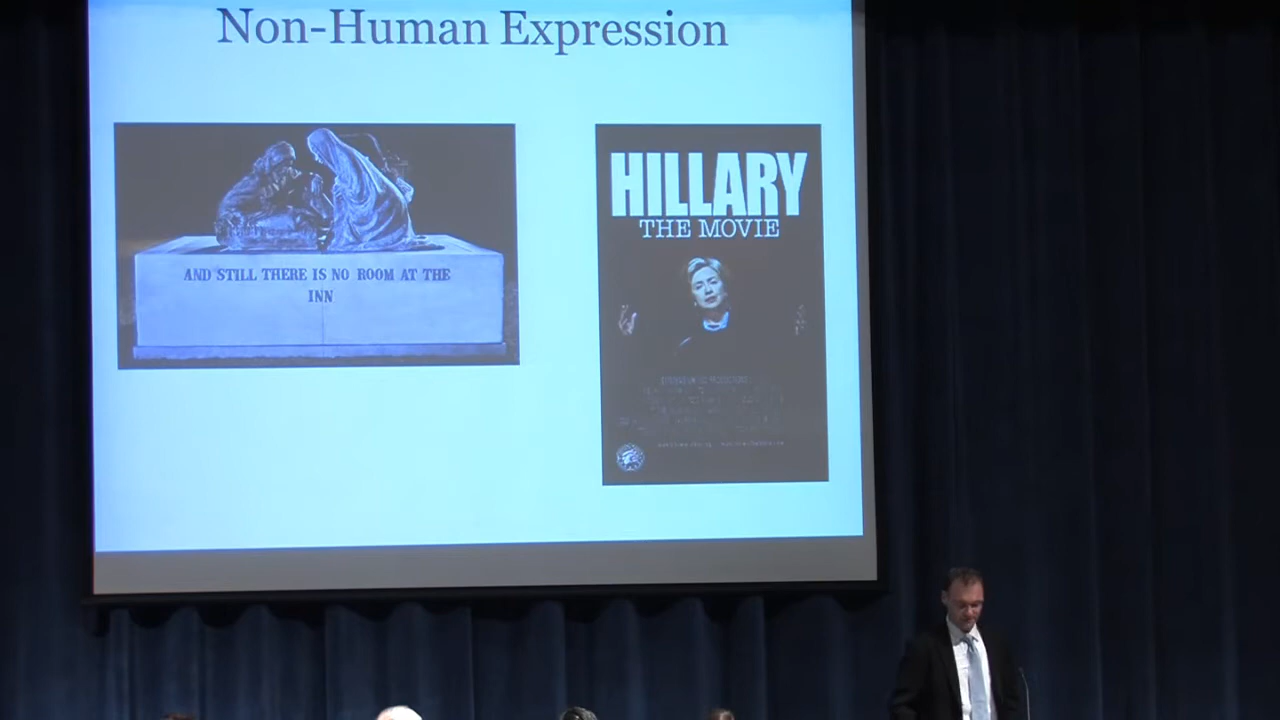 Non-Human Expression
AND STILL THERE IS NO ROOM AT THE
INN
HILLARY
THE MOVIE